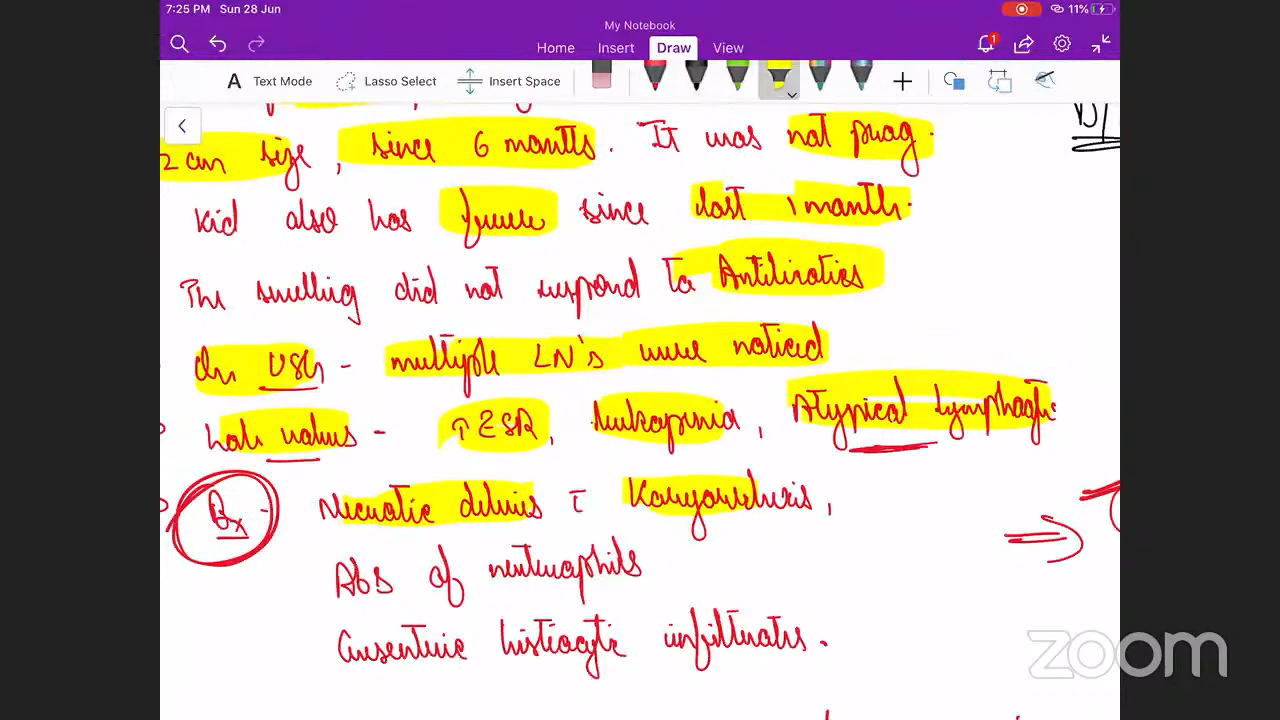 7:25 PM Sun 28 Jun
11%
My Notebook
1
Home Insert Draw View
A Text Mode Lasso Select Insert Space
2 cm size, since 6 months. It was not prog.
D/
Kid also has fever since last 1 month.
The swelling did not respond to Antibiotics
On USG - multiple LN's were noticed
Lab values - ↑ESR, leukopenia, Atypical lymphocytic
Bx - Necrotic debris c Karyorrhexis,
Abs of neutrophils
Crescentric histiocytic infiltrates.
zoom